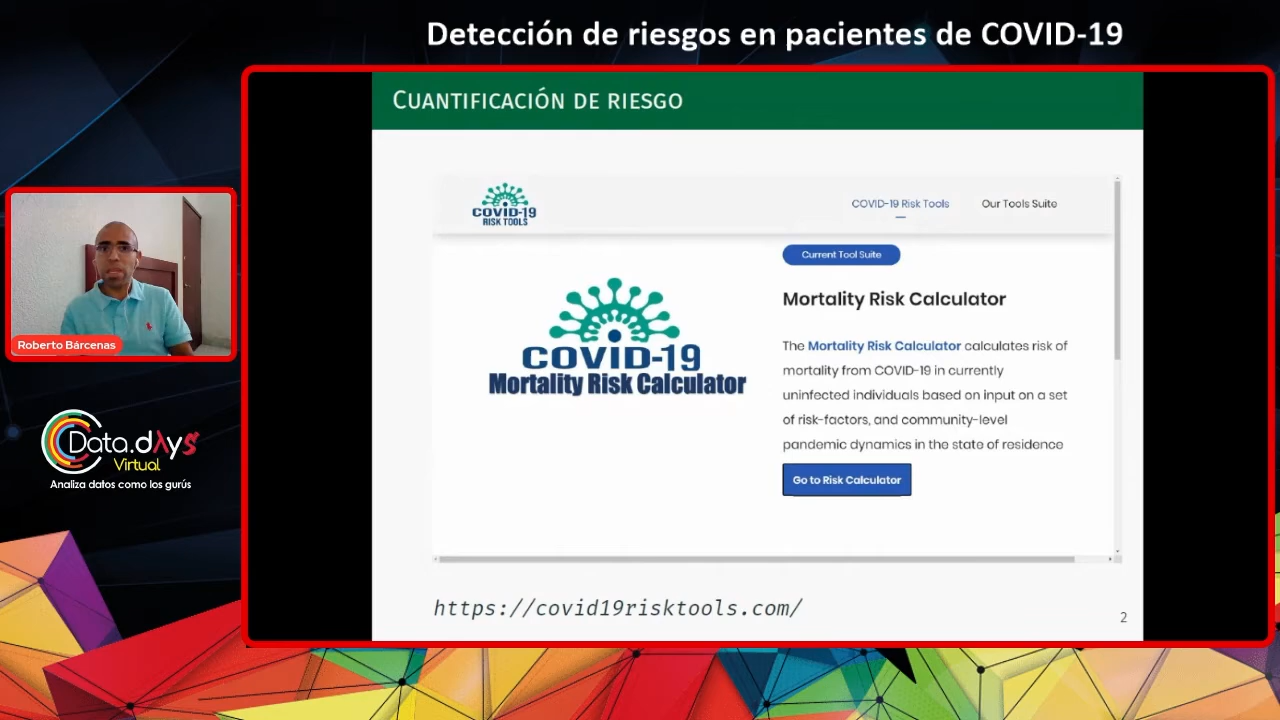 Detección de riesgos en pacientes de COVID-19
CUANTIFICACIÓN DE RIESGO
COVID-19
RISK TOOLS
COVID-19 Risk Tools
Our Tools Suite
Current Tool Suite
COVID-19
Mortality Risk Calculator
Mortality Risk Calculator
The Mortality Risk Calculator calculates risk of
mortality from COVID-19 in currently
uninfected individuals based on input on a set
of risk-factors, and community-level
pandemic dynamics in the state of residence
Go to Risk Calculator
https://covid19risktools.com/
2
Roberto Bárcenas
Data.dAys
Virtual
Analiza datos como los gurús